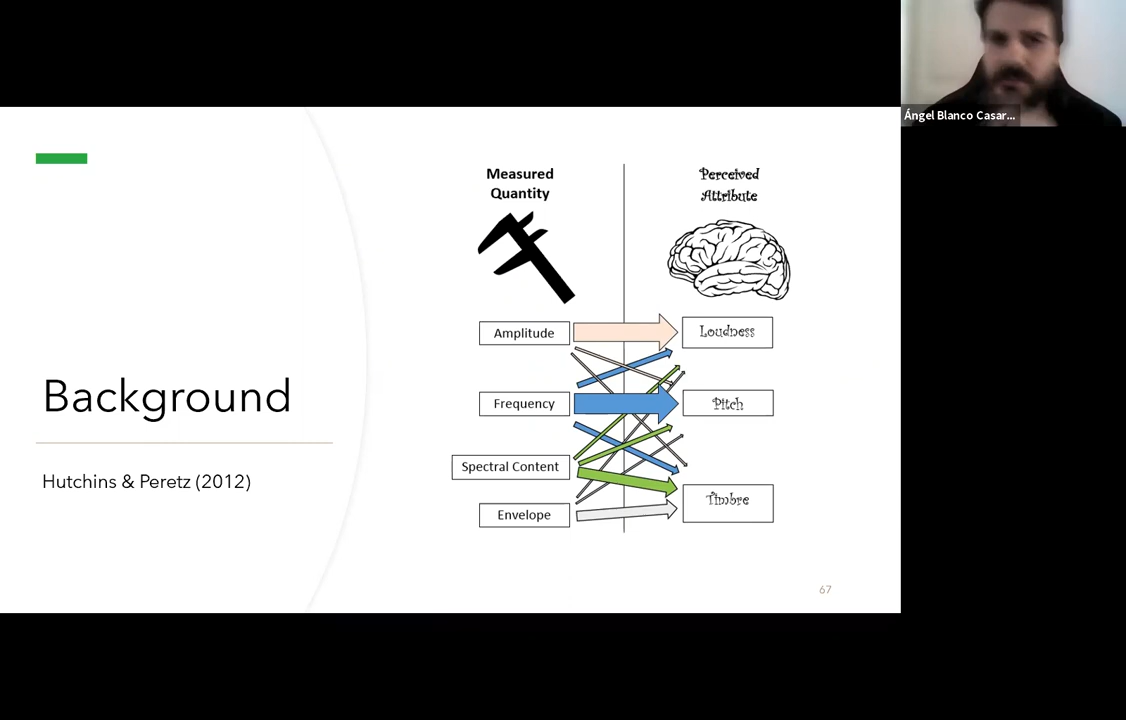 Ángel Blanco Casar...
Measured
Quantity
Perceived
Attribute
Amplitude
Loudness
Background
Frequency
Pitch
Spectral Content
Hutchins & Peretz (2012)
Timbre
Envelope
67